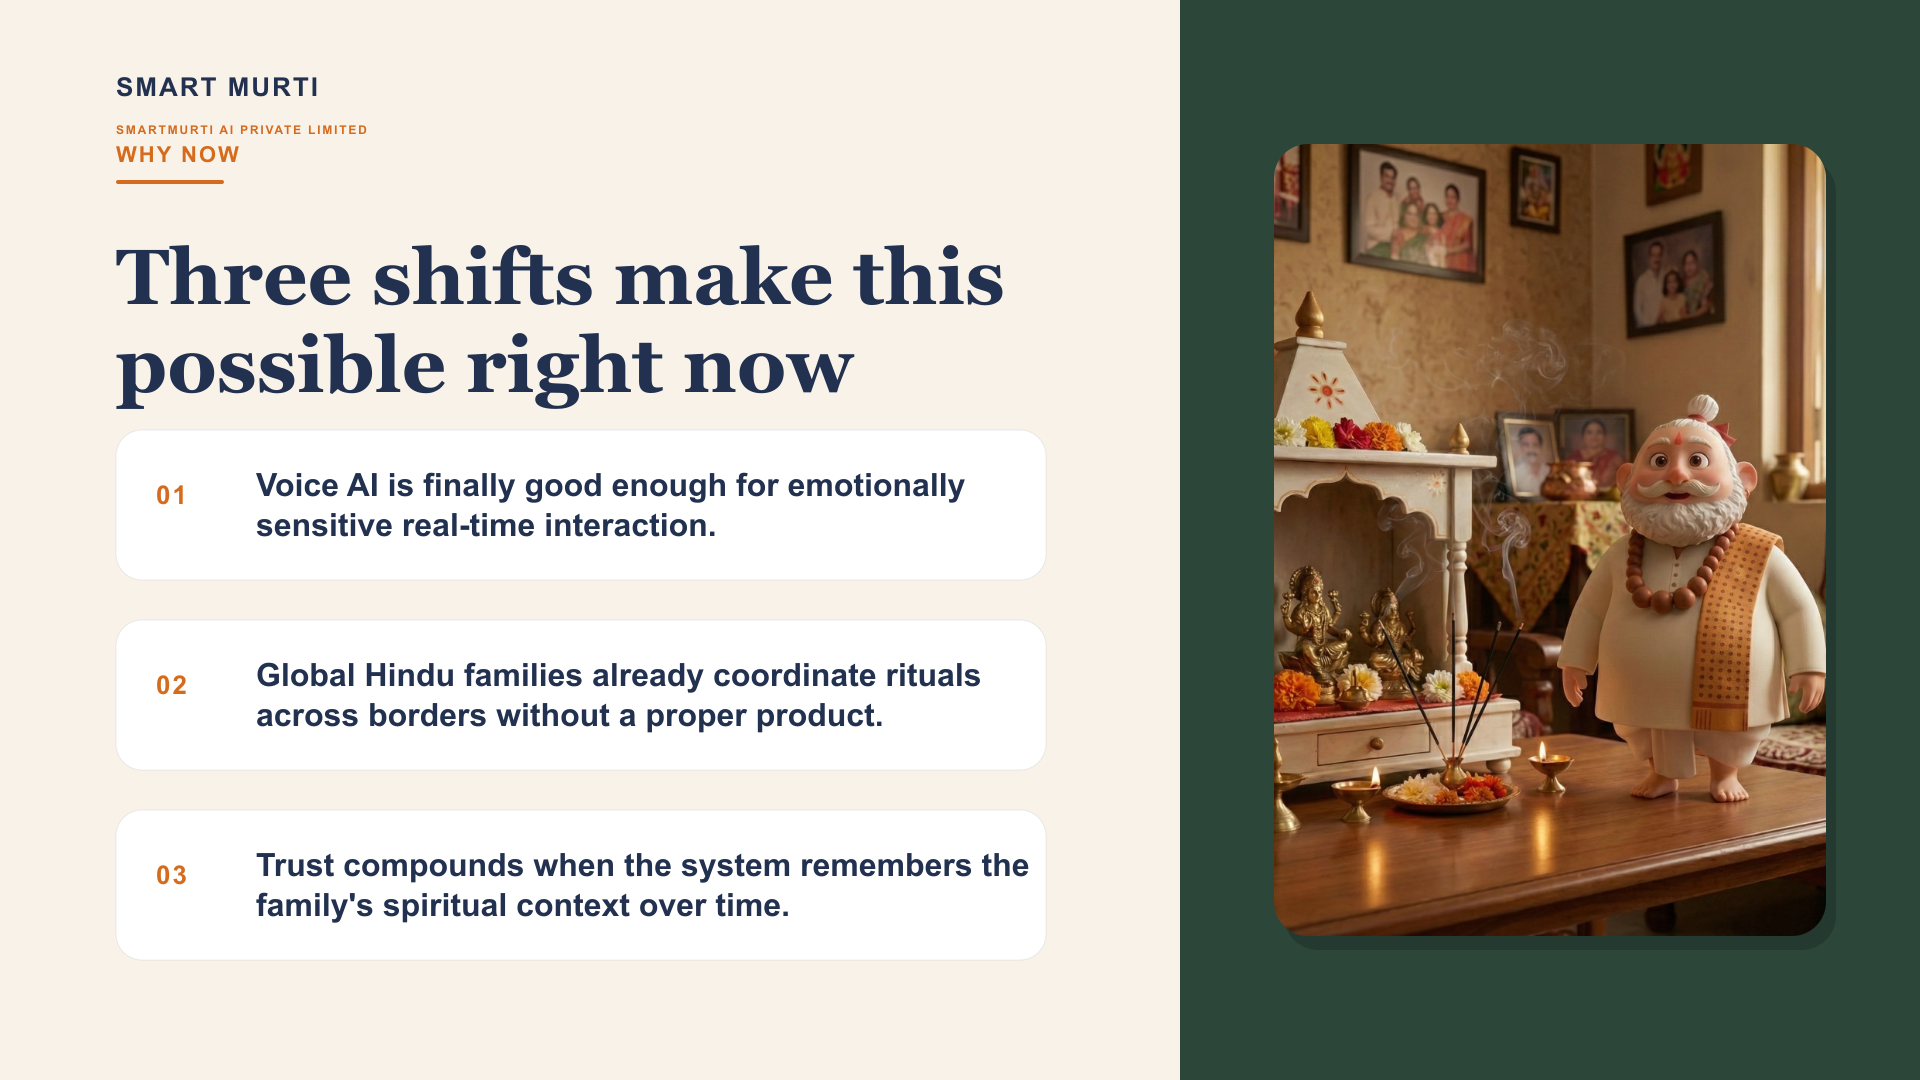 SMART MURTI
SMARTMURTI AI PRIVATE LIMITED
WHY NOW
Three shifts make this
possible right now
01
Voice AI is finally good enough for emotionally
sensitive real-time interaction.
02
Global Hindu families already coordinate rituals
across borders without a proper product.
03
Trust compounds when the system remembers the
family's spiritual context over time.